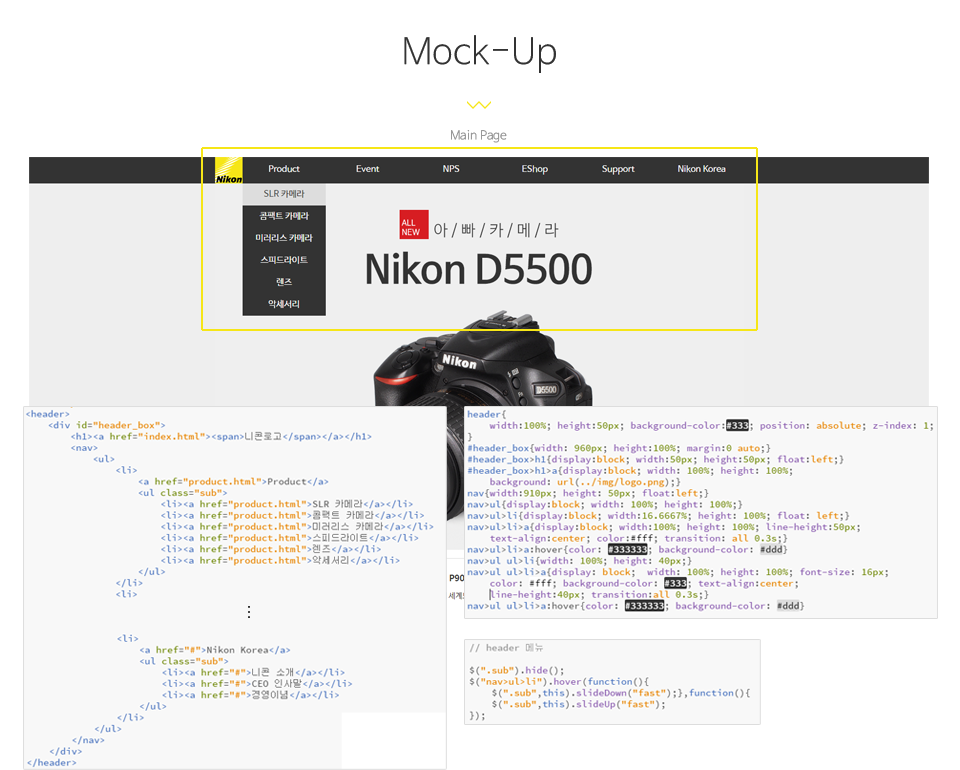 Mock-Up
Main Page
Nikon
Product Event NPS EShop Support Nikon Korea
SLR 카메라
콤팩트 카메라
미러리스 카메라
스피드라이트
렌즈
악세서리
ALL NEW 아 / 빠 / 카 / 메 / 라
Nikon D5500
Nikon
D5500
<header>
<div id="header_box">
<h1><a href="index.html"><span>니콘로고</span></a></h1>
<nav>
<ul>
<li>
<a href="product.html">Product</a>
<ul class="sub">
<li><a href="product.html">SLR 카메라</a></li>
<li><a href="product.html">콤팩트 카메라</a></li>
<li><a href="product.html">미러리스 카메라</a></li>
<li><a href="product.html">스피드라이트</a></li>
<li><a href="product.html">렌즈</a></li>
<li><a href="product.html">악세서리</a></li>
</ul>
</li>
<li>
⋮
<li>
<a href="#">Nikon Korea</a>
<ul class="sub">
<li><a href="#">니콘 소개</a></li>
<li><a href="#">CEO 인사말</a></li>
<li><a href="#">경영이념</a></li>
</ul>
</li>
</ul>
</nav>
</div>
</header>
P90
세계
header{
width:100%; height:50px; background-color:#333; position: absolute; z-index: 1;
}
#header_box{width: 960px; height:100%; margin:0 auto;}
#header_box>h1{display:block; width:50px; height:50px; float:left;}
#header_box>h1>a{display:block; width: 100%; height: 100%;
background: url(../img/logo.png);}
nav{width:910px; height: 50px; float:left;}
nav>ul{display:block; width: 100%; height: 100%;}
nav>ul>li{display:block; width:16.6667%; height: 100%; float: left;}
nav>ul>li>a{display:block; width:100%; height: 100%; line-height:50px;
text-align:center; color:#fff; transition: all 0.3s;}
nav>ul>li>a:hover{color: #333333; background-color: #ddd}
nav>ul ul>li{width: 100%; height: 40px;}
nav>ul ul>li>a{display: block;  width: 100%; height: 100%; font-size: 16px;
color: #fff; background-color: #333; text-align:center;
line-height:40px; transition:all 0.3s;}
nav>ul ul>li>a:hover{color: #333333; background-color: #ddd}
// header 메뉴
$(".sub").hide();
$("nav>ul>li").hover(function(){
$(".sub",this).slideDown("fast");},function(){
$(".sub",this).slideUp("fast");
});